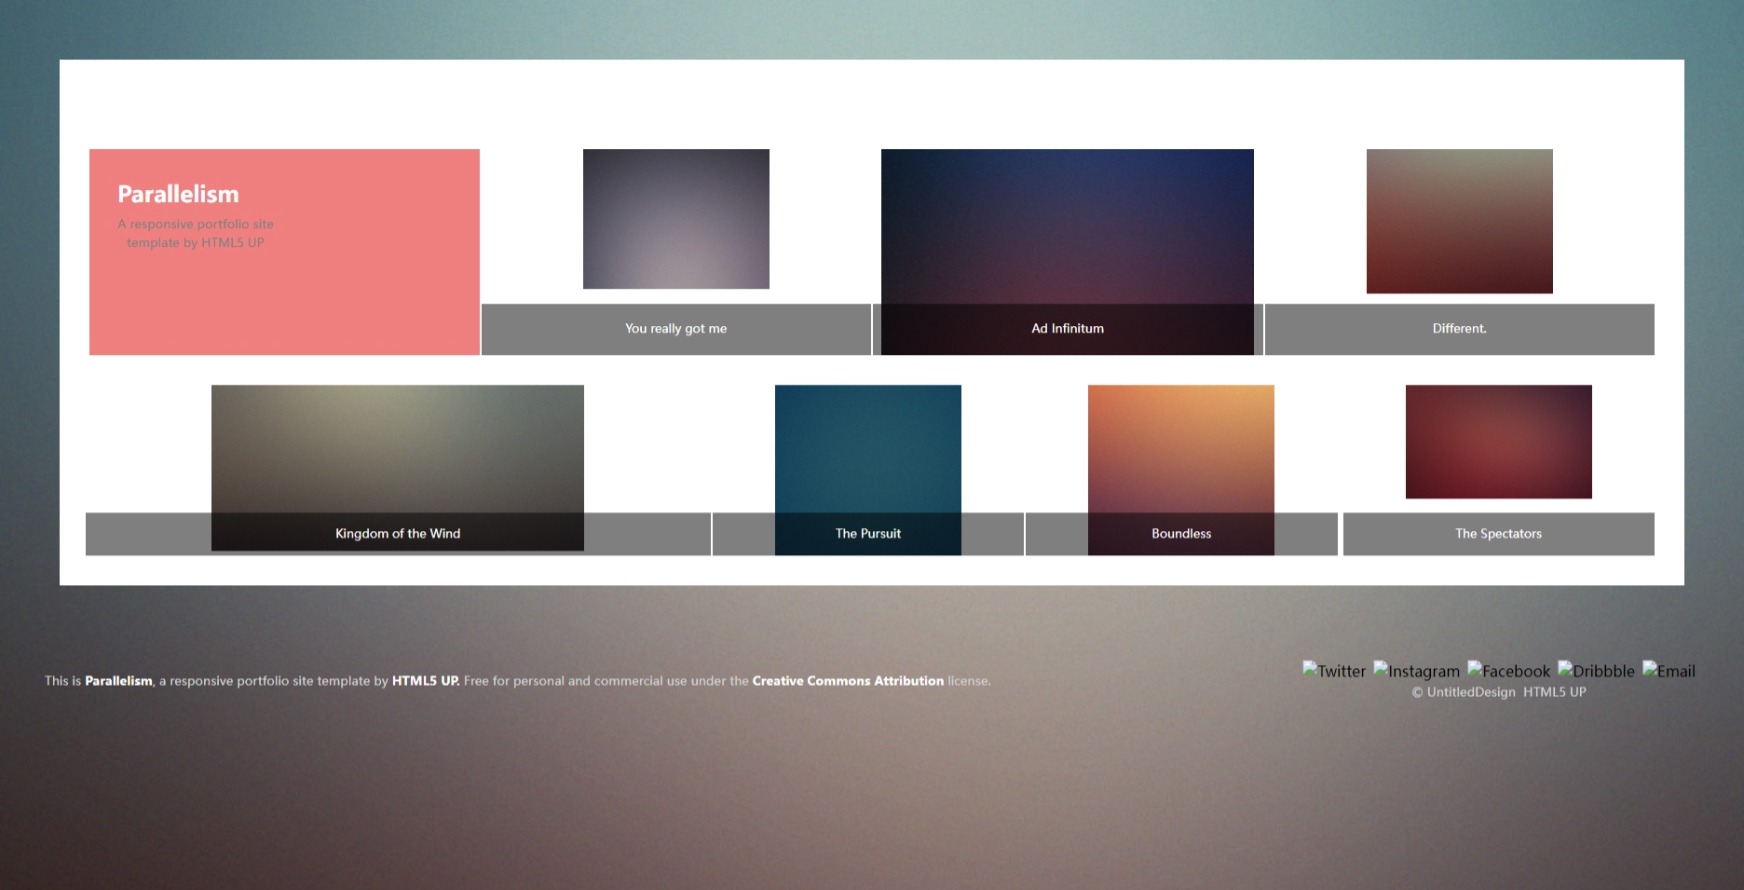 Parallelism
A responsive portfolio site
template by HTML5 UP
You really got me
Ad Infinitum
Different.
Kingdom of the Wind
The Pursuit
Boundless
The Spectators
This is Parallelism, a responsive portfolio site template by HTML5 UP. Free for personal and commercial use under the Creative Commons Attribution license.
Twitter Instagram Facebook Dribbble Email
© UntitledDesign HTML5 UP